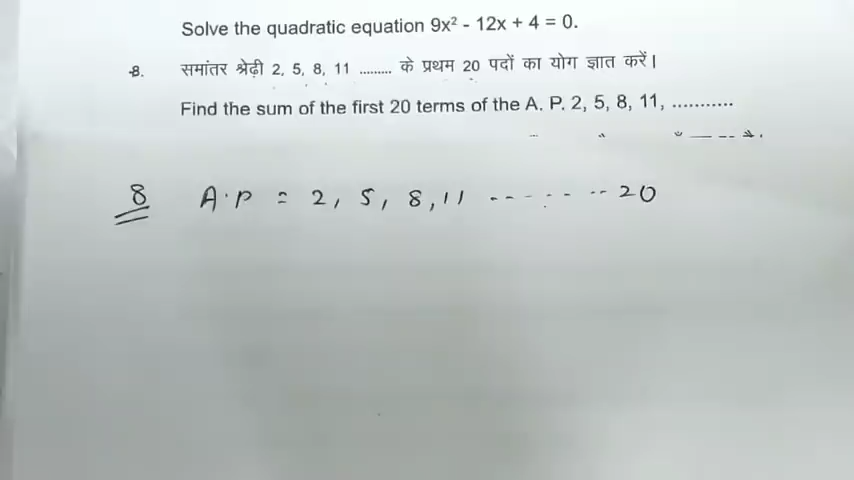 Solve the quadratic equation 9x² - 12x + 4 = 0.
8. समांतर श्रेढ़ी 2, 5, 8, 11 ......... के प्रथम 20 पदों का योग ज्ञात करें।
Find the sum of the first 20 terms of the A. P. 2, 5, 8, 11, ...........
8 A.P = 2, 5, 8, 11 -------- 20